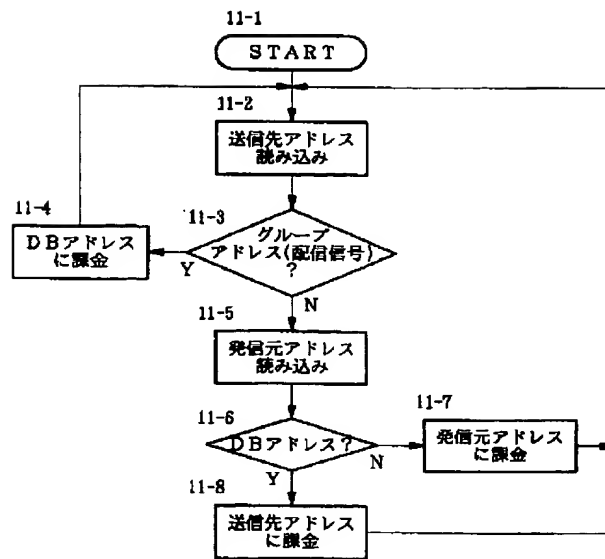 11-1
START
11-2
送信先アドレス
読み込み
11-4
DBアドレス
に課金
11-3
グループ
アドレス(配信信号)
?
Y
N
11-5
発信元アドレス
読み込み
11-6
DBアドレス?
N
Y
11-7
発信元アドレス
に課金
11-8
送信先アドレス
に課金